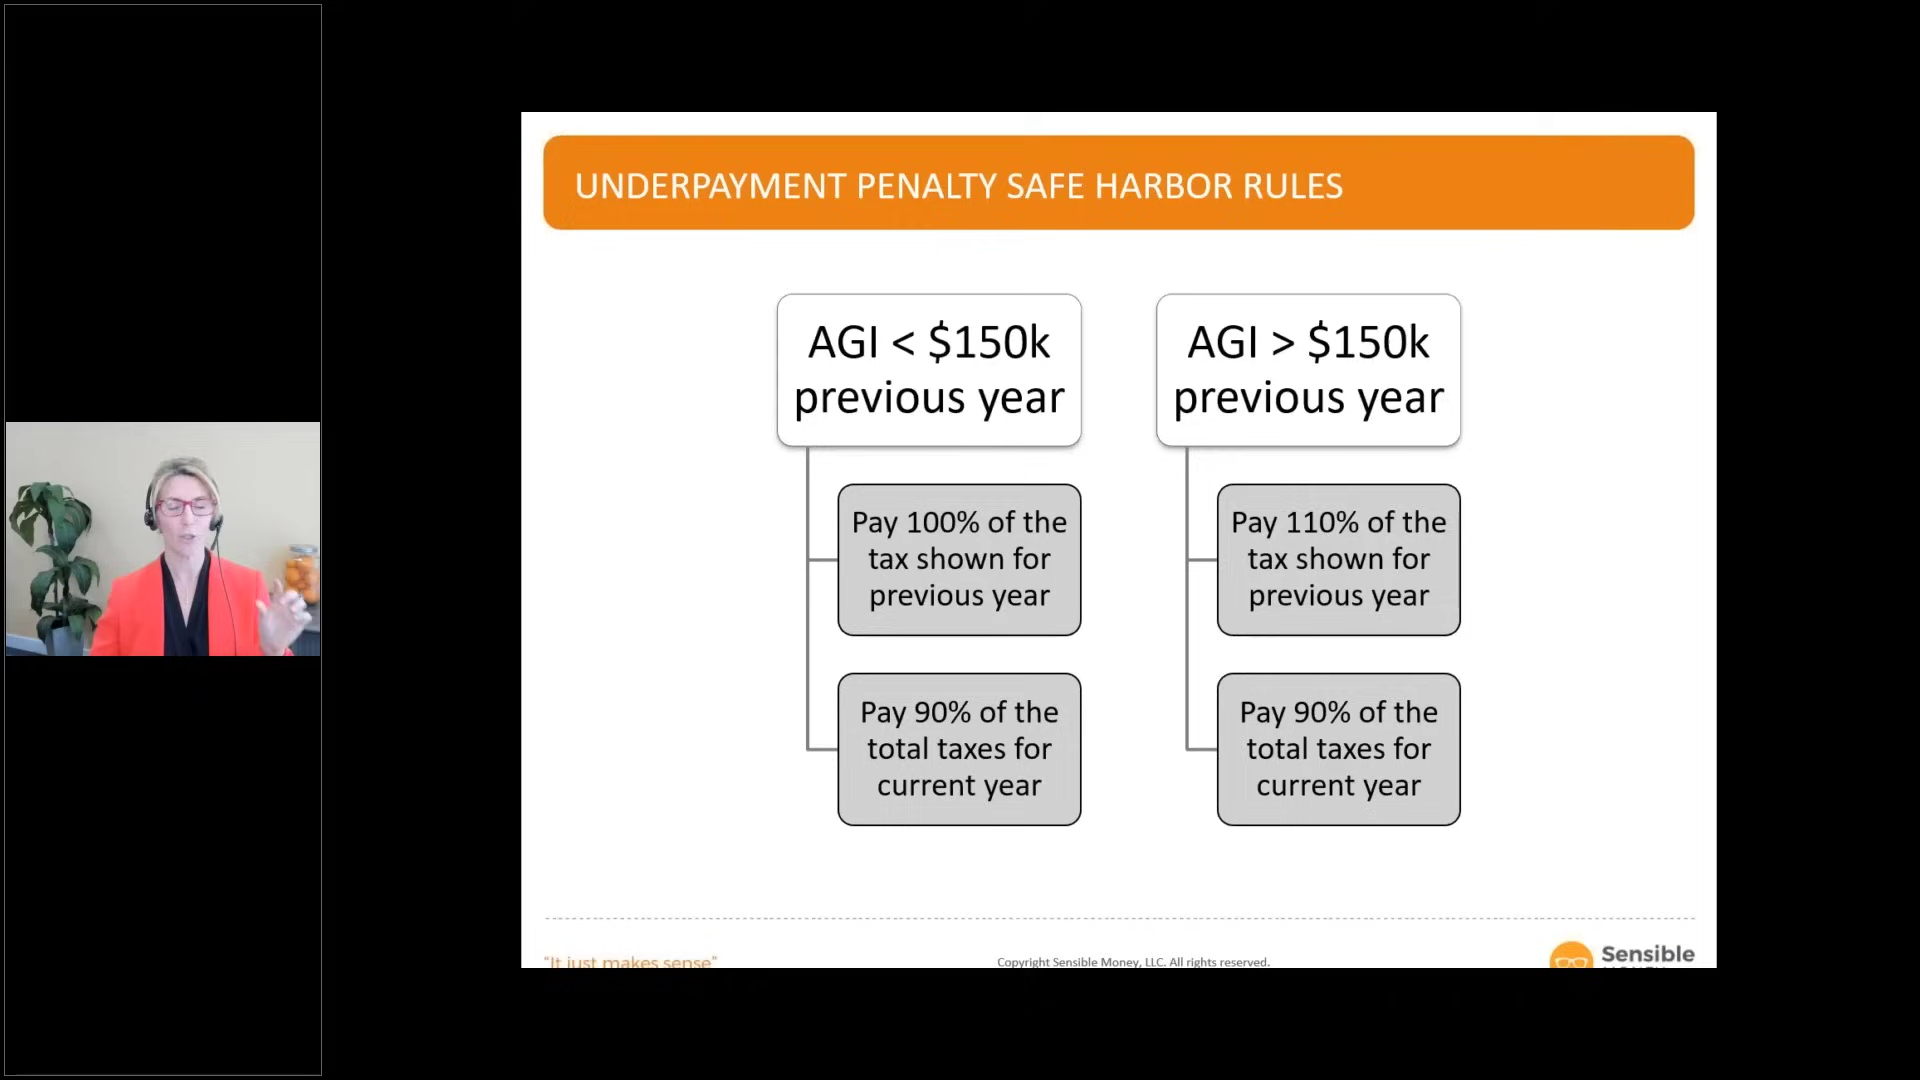 UNDERPAYMENT PENALTY SAFE HARBOR RULES
AGI < $150k
previous year
Pay 100% of the
tax shown for
previous year
Pay 90% of the
total taxes for
current year
AGI > $150k
previous year
Pay 110% of the
tax shown for
previous year
Pay 90% of the
total taxes for
current year
“It just makes sense”
Copyright Sensible Money, LLC. All rights reserved.
Sensible